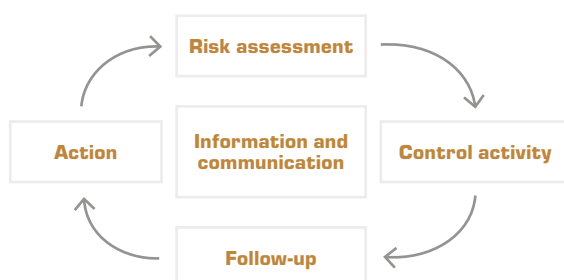 Risk assessment
Action
Information and
communication
Control activity
Follow-up